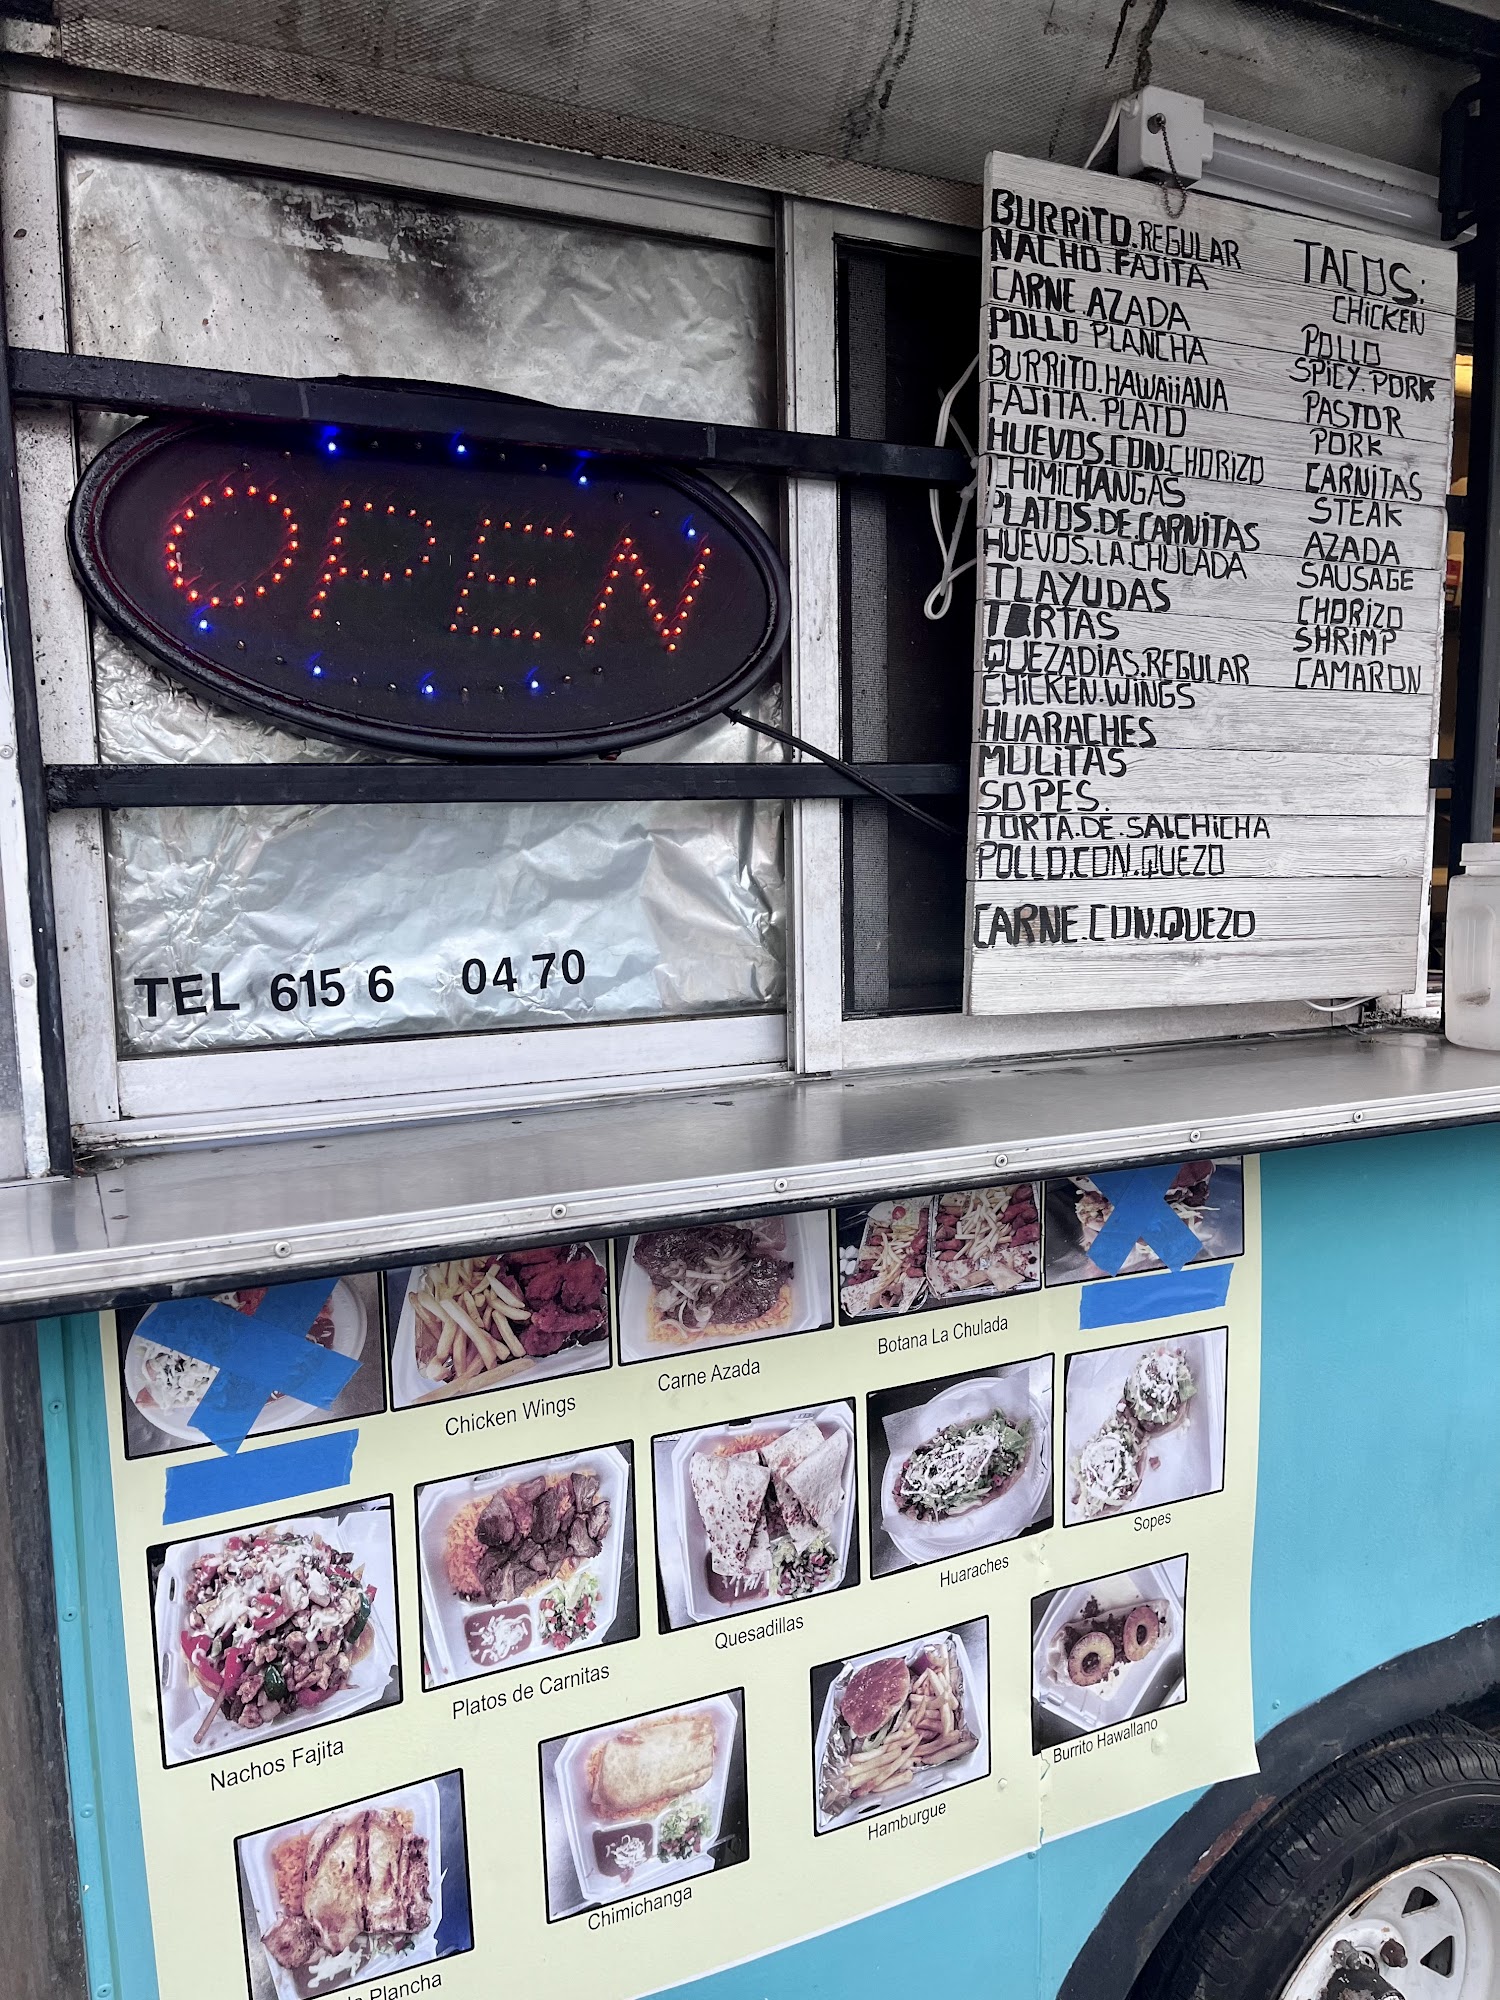 OPEN
TEL 615 6 04 70
BURRiTO.REGULAR
NACHO.FAJiTA
CARNE.AZADA
POLLO PLANCHA
BURRiTO.HAWAiiANA
FAJiTA.PLATO
HUEVOS.CON.CHORiZO
CHiMiCHANGAS
PLATOS.DE.CARNiTAS
HUEVOS.LA.CHULADA
TLAYUDAS
TORTAS
QUEZADiAS.REGULAR
CHiCKEN.WiNGS
HUARACHES
MULiTAS
SOPES.
TORTA.DE.SALCHiCHA
POLLO.CON.QUEZO
CARNE.CON.QUEZO
TACOS:
CHiCKEN
POLLO
SPiCY.PORK
PASTOR
PORK
CARNiTAS
STEAK
AZADA
SAUSAGE
CHORiZO
SHRiMP
CAMARON
Chicken Wings
Carne Azada
Botana La Chulada
Nachos Fajita
Platos de Carnitas
Quesadillas
Huaraches
Sopes
Plancha
Chimichanga
Hamburgue
Burrito Hawallano